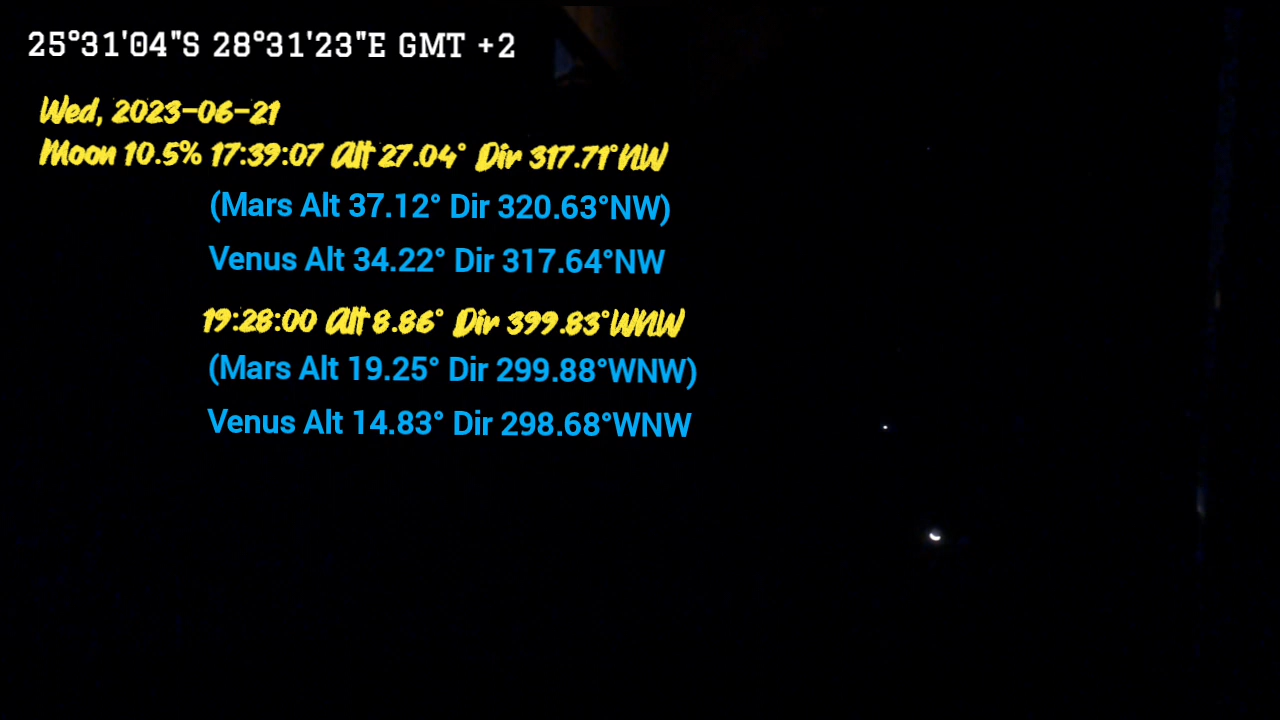 25°31'04"S 28°31'23"E GMT +2
Wed, 2023-06-21
Moon 10.5% 17:39:07 Alt 27.04° Dir 317.71°NW
(Mars Alt 37.12° Dir 320.63°NW)
Venus Alt 34.22° Dir 317.64°NW
19:28:00 Alt 8.86° Dir 399.83°WNW
(Mars Alt 19.25° Dir 299.88°WNW)
Venus Alt 14.83° Dir 298.68°WNW